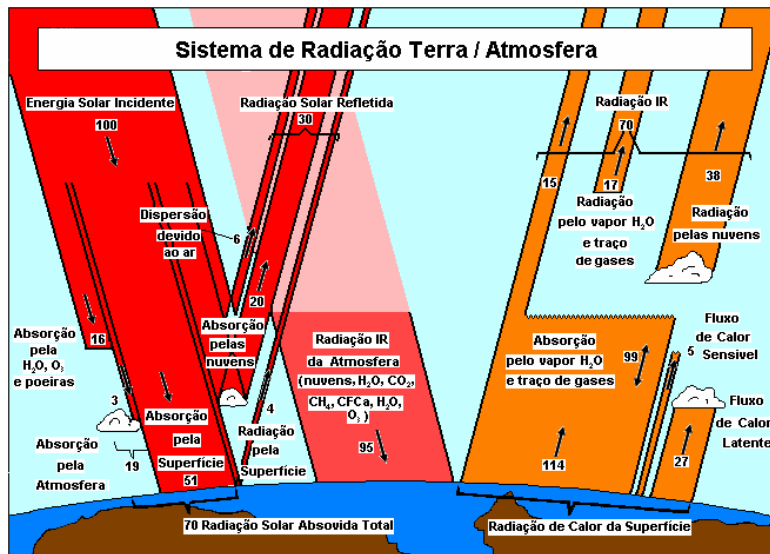 Sistema de Radiação Terra / Atmosfera
Energia Solar Incidente
100
Radiação Solar Refletida
30
Radiação IR
70
Dispersão
devido
ao ar
6
20
16
Absorção
pela
H₂O, O₃
e poeiras
3
Absorção
pela
Atmosfera
19
Absorção
pela
Superfície
51
Absorção
pelas
nuvens
4
Radiação
pela
Superfície
Radiação IR
da Atmosfera
(nuvens, H₂O, CO₂,
CH₄, CFCa, H₂O,
O₃)
95
15
17
Radiação
pelo vapor H₂O
e traço
de gases
38
Radiação
pelas nuvens
Absorção
pelo vapor H₂O
e traço de gases
99
114
Fluxo
de Calor
Sensivel
5
Fluxo
de Calor
Latente
27
70 Radiação Solar Absovida Total
Radiação de Calor da Superfície